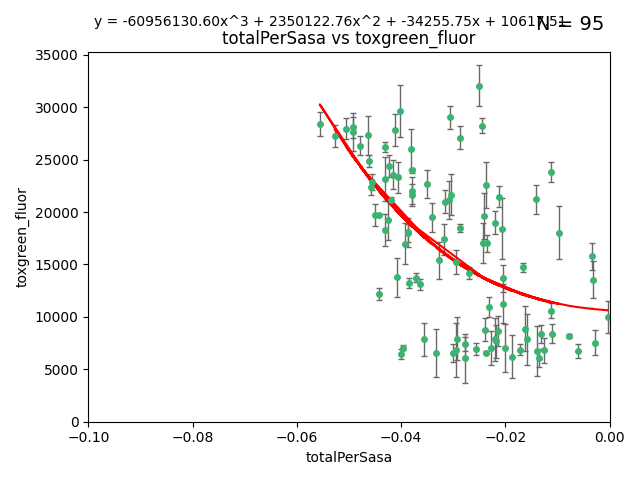 y = -60956130.60x^3 + 2350122.76x^2 + -34255.75x + 10617.51
N = 95
totalPerSasa vs toxgreen_fluor
35000
30000
25000
20000
15000
10000
5000
0
toxgreen_fluor
−0.10 −0.08 −0.06 −0.04 −0.02 0.00
totalPerSasa